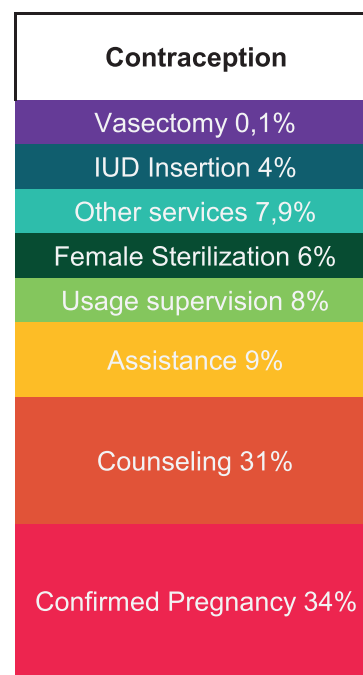 Contraception
Vasectomy 0,1%
IUD Insertion 4%
Other services 7,9%
Female Sterilization 6%
Usage supervision 8%
Assistance 9%
Counseling 31%
Confirmed Pregnancy 34%